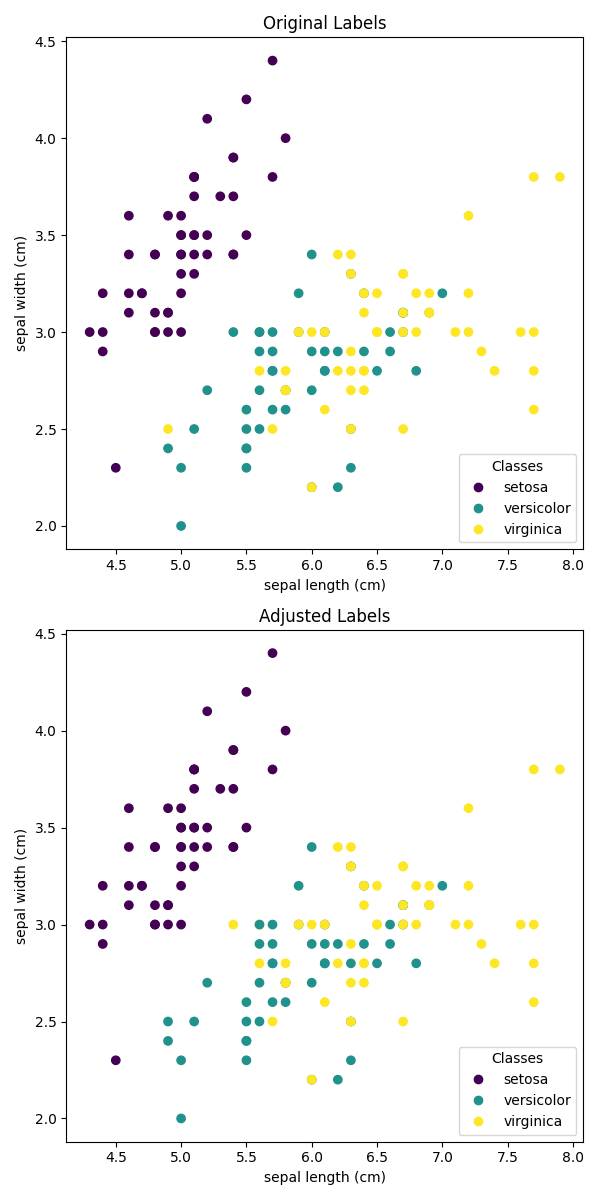 Original Labels
4.5
4.0
3.5
3.0
2.5
2.0
sepal width (cm)
Classes
setosa
versicolor
virginica
4.5 5.0 5.5 6.0 6.5 7.0 7.5 8.0
sepal length (cm)
Adjusted Labels
4.5
4.0
3.5
3.0
2.5
2.0
sepal width (cm)
Classes
setosa
versicolor
virginica
4.5 5.0 5.5 6.0 6.5 7.0 7.5 8.0
sepal length (cm)